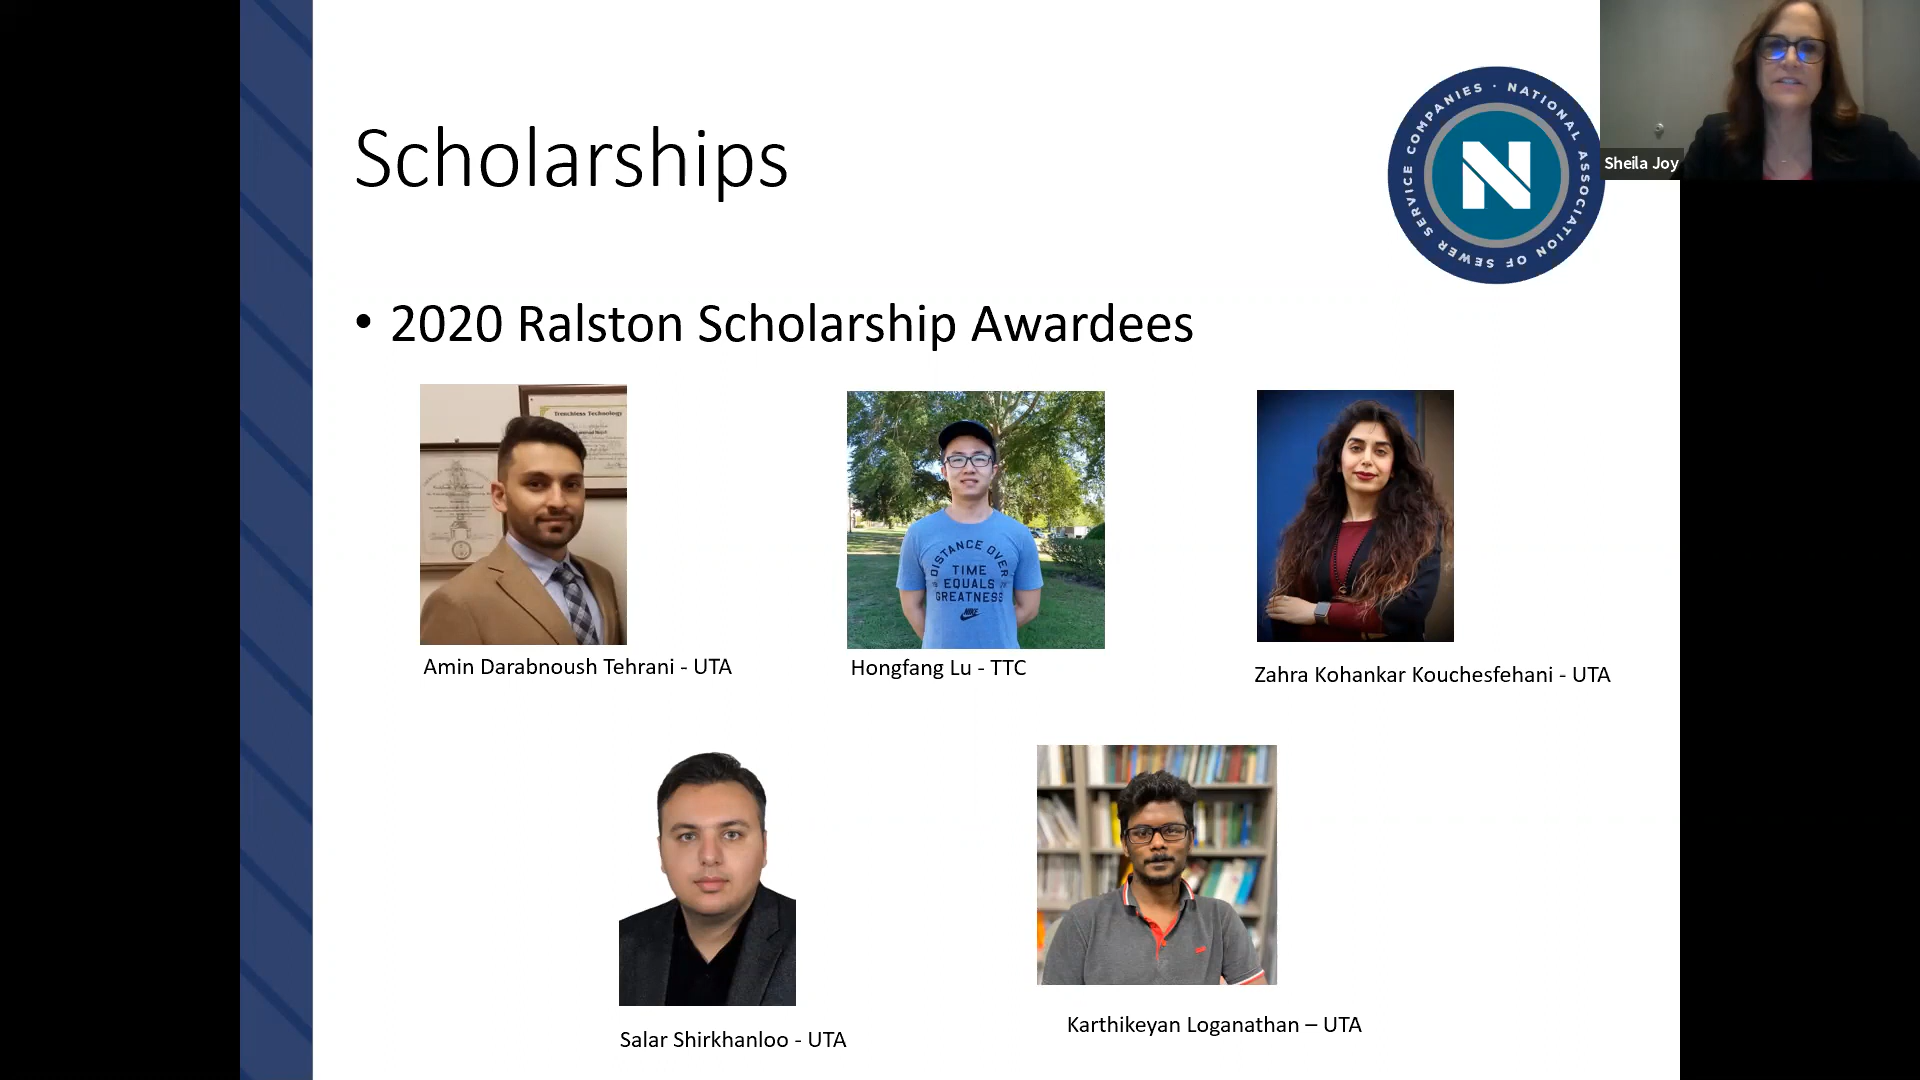 Scholarships
NATIONAL ASSOCIATION OF SEWER SERVICE COMPANIES ·
N
Sheila Joy
• 2020 Ralston Scholarship Awardees
Trenchless Technology
DISTANCE OVER
TIME
EQUALS
GREATNESS
NIKE
Amin Darabnoush Tehrani - UTA
Hongfang Lu - TTC
Zahra Kohankar Kouchesfehani - UTA
Salar Shirkhanloo - UTA
Karthikeyan Loganathan – UTA